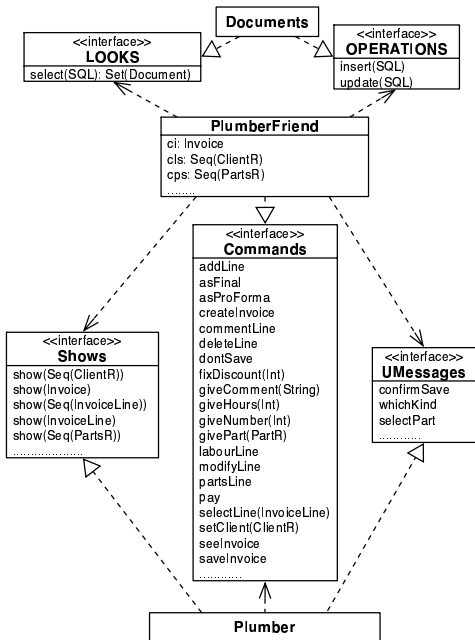 Documents
<<interface>>
LOOKS
select(SQL): Set(Document)
<<interface>>
OPERATIONS
insert(SQL)
update(SQL)
PlumberFriend
ci: Invoice
cls: Seq(ClientR)
cps: Seq(PartsR)
........
<<interface>>
Commands
addLine
asFinal
asProForma
createInvoice
commentLine
deleteLine
dontSave
fixDiscount(Int)
giveComment(String)
giveHours(Int)
giveNumber(Int)
givePart(PartR)
labourLine
modifyLine
partsLine
pay
selectLine(InvoiceLine)
setClient(ClientR)
seeInvoice
saveInvoice
............
<<interface>>
Shows
show(Seq(ClientR))
show(Invoice)
show(Seq(InvoiceLine))
show(InvoiceLine)
show(Seq(PartsR))
....................
<<interface>>
UMessages
confirmSave
whichKind
selectPart
............
Plumber